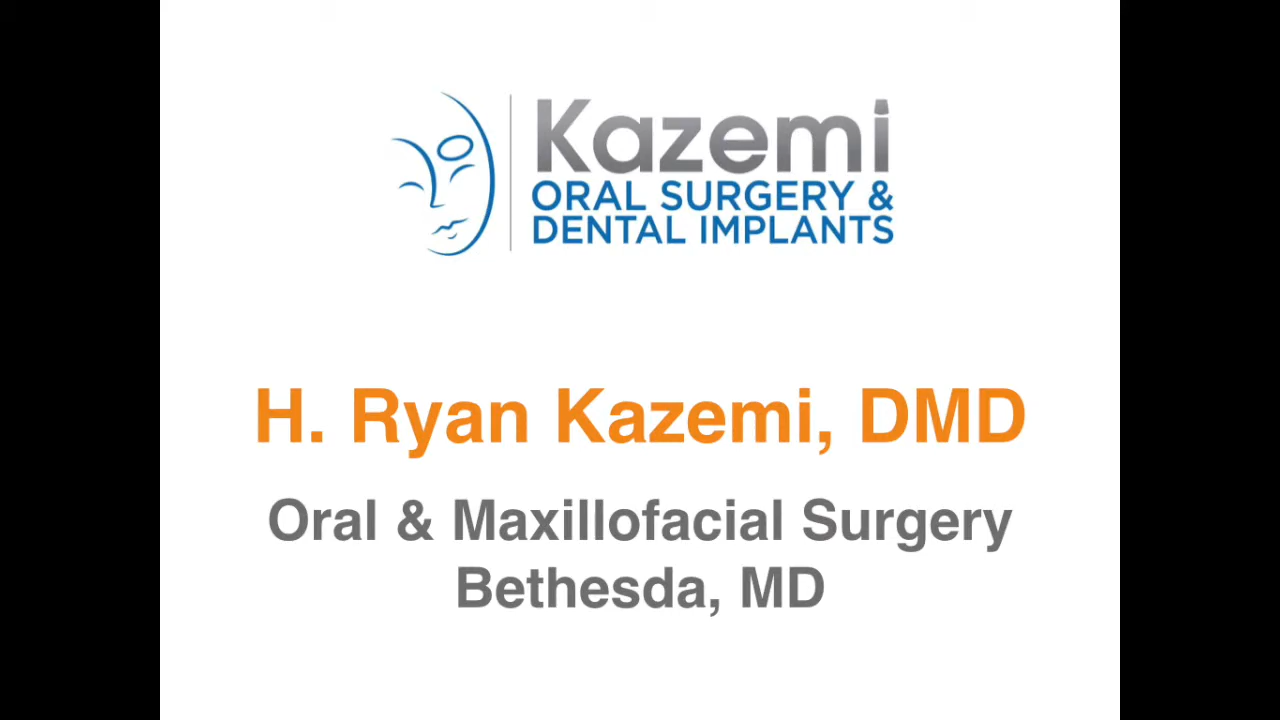 Kazemi
ORAL SURGERY &
DENTAL IMPLANTS
H. Ryan Kazemi, DMD
Oral & Maxillofacial Surgery
Bethesda, MD